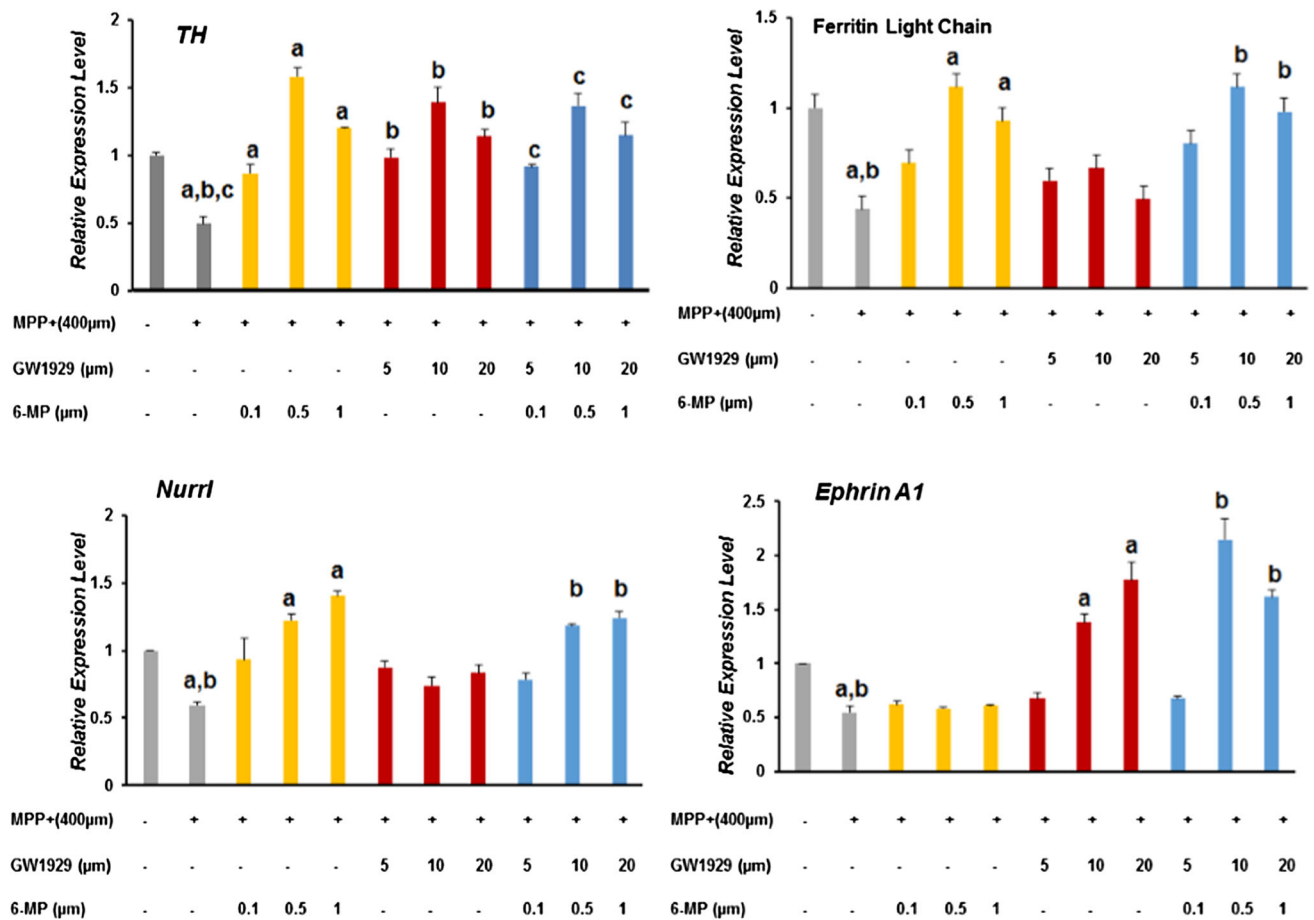 TH
Relative Expression Level
2
1.5
1
0.5
0
a,b,c
a
a
a
b
b
b
c
c
c
MPP+(400µm) - + + + + + + + + + +
GW1929 (µm) - - - - - 5 10 20 5 10 20
6-MP (µm) - - 0.1 0.5 1 - - - 0.1 0.5 1
Ferritin Light Chain
Relative Expression Level
1.5
1
0.5
0
a,b
a
a
b
b
MPP+(400µm) - + + + + + + + + + +
GW1929 (µm) - - - - - 5 10 20 5 10 20
6-MP (µm) - - 0.1 0.5 1 - - - 0.1 0.5 1
Nurrl
Relative Expression Level
2
1.5
1
0.5
0
a,b
a
a
b
b
MPP+(400µm) - + + + + + + + + + +
GW1929 (µm) - - - - - 5 10 20 5 10 20
6-MP (µm) - - 0.1 0.5 1 - - - 0.1 0.5 1
Ephrin A1
Relative Expression Level
2.5
2
1.5
1
0.5
0
a,b
a
a
b
b
MPP+(400µm) - + + + + + + + + + +
GW1929 (µm) - - - - - 5 10 20 5 10 20
6-MP (µm) - - 0.1 0.5 1 - - - 0.1 0.5 1